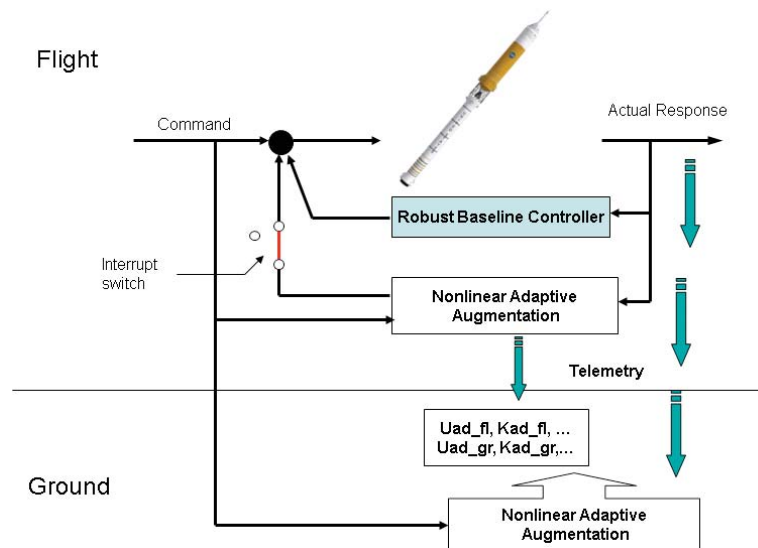 Flight
Command
Actual Response
Robust Baseline Controller
Interrupt
switch
Nonlinear Adaptive
Augmentation
Telemetry
Uad_fl, Kad_fl, ...
Uad_gr, Kad_gr,...
Ground
Nonlinear Adaptive
Augmentation